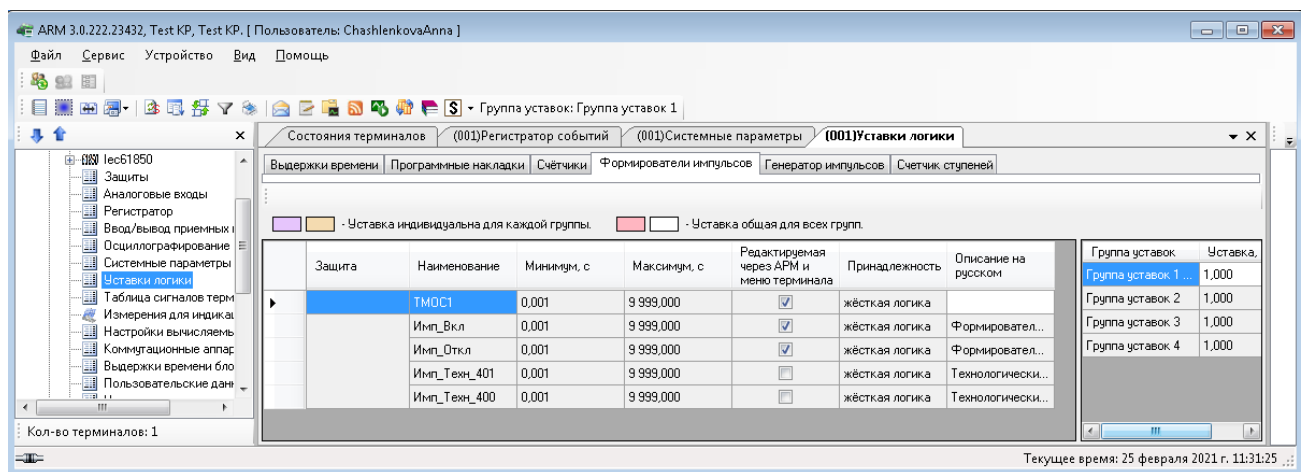 ARM 3.0.222.23432, Test KP, Test KP. [ Пользователь: ChashlenkovaAnna ]
Файл Сервис Устройство Вид Помощь
Группа уставок: Группа уставок 1
Состояния терминалов (001)Регистратор событий (001)Системные параметры (001)Уставки логики
Выдержки времени Программные накладки Счётчики Формирователи импульсов Генератор импульсов Счетчик ступеней
- Уставка индивидуальна для каждой группы. - Уставка общая для всех групп.
Iec61850
Защиты
Аналоговые входы
Регистратор
Ввод/вывод приемных
Осциллографирование
Системные параметры
Уставки логики
Таблица сигналов терм
Измерения для индика
Настройки вычисляемь
Коммутационные аппар
Выдержки времени бло
Пользовательские дан
Кол-во терминалов: 1
Защита Наименование Минимум, с Максимум, с Редактируемая через АРМ и меню терминала Принадлежность Описание на русском
ТМОС1 0,001 9 999,000 жёсткая логика
Имп_Вкл 0,001 9 999,000 жёсткая логика Формировател...
Имп_Откл 0,001 9 999,000 жёсткая логика Формировател...
Имп_Техн_401 0,001 9 999,000 жёсткая логика Технологически...
Имп_Техн_400 0,001 9 999,000 жёсткая логика Технологически...
Группа уставок Уставка,
Группа уставок 1 ... 1,000
Группа уставок 2 1,000
Группа уставок 3 1,000
Группа уставок 4 1,000
Текущее время: 25 февраля 2021 г. 11:31:25